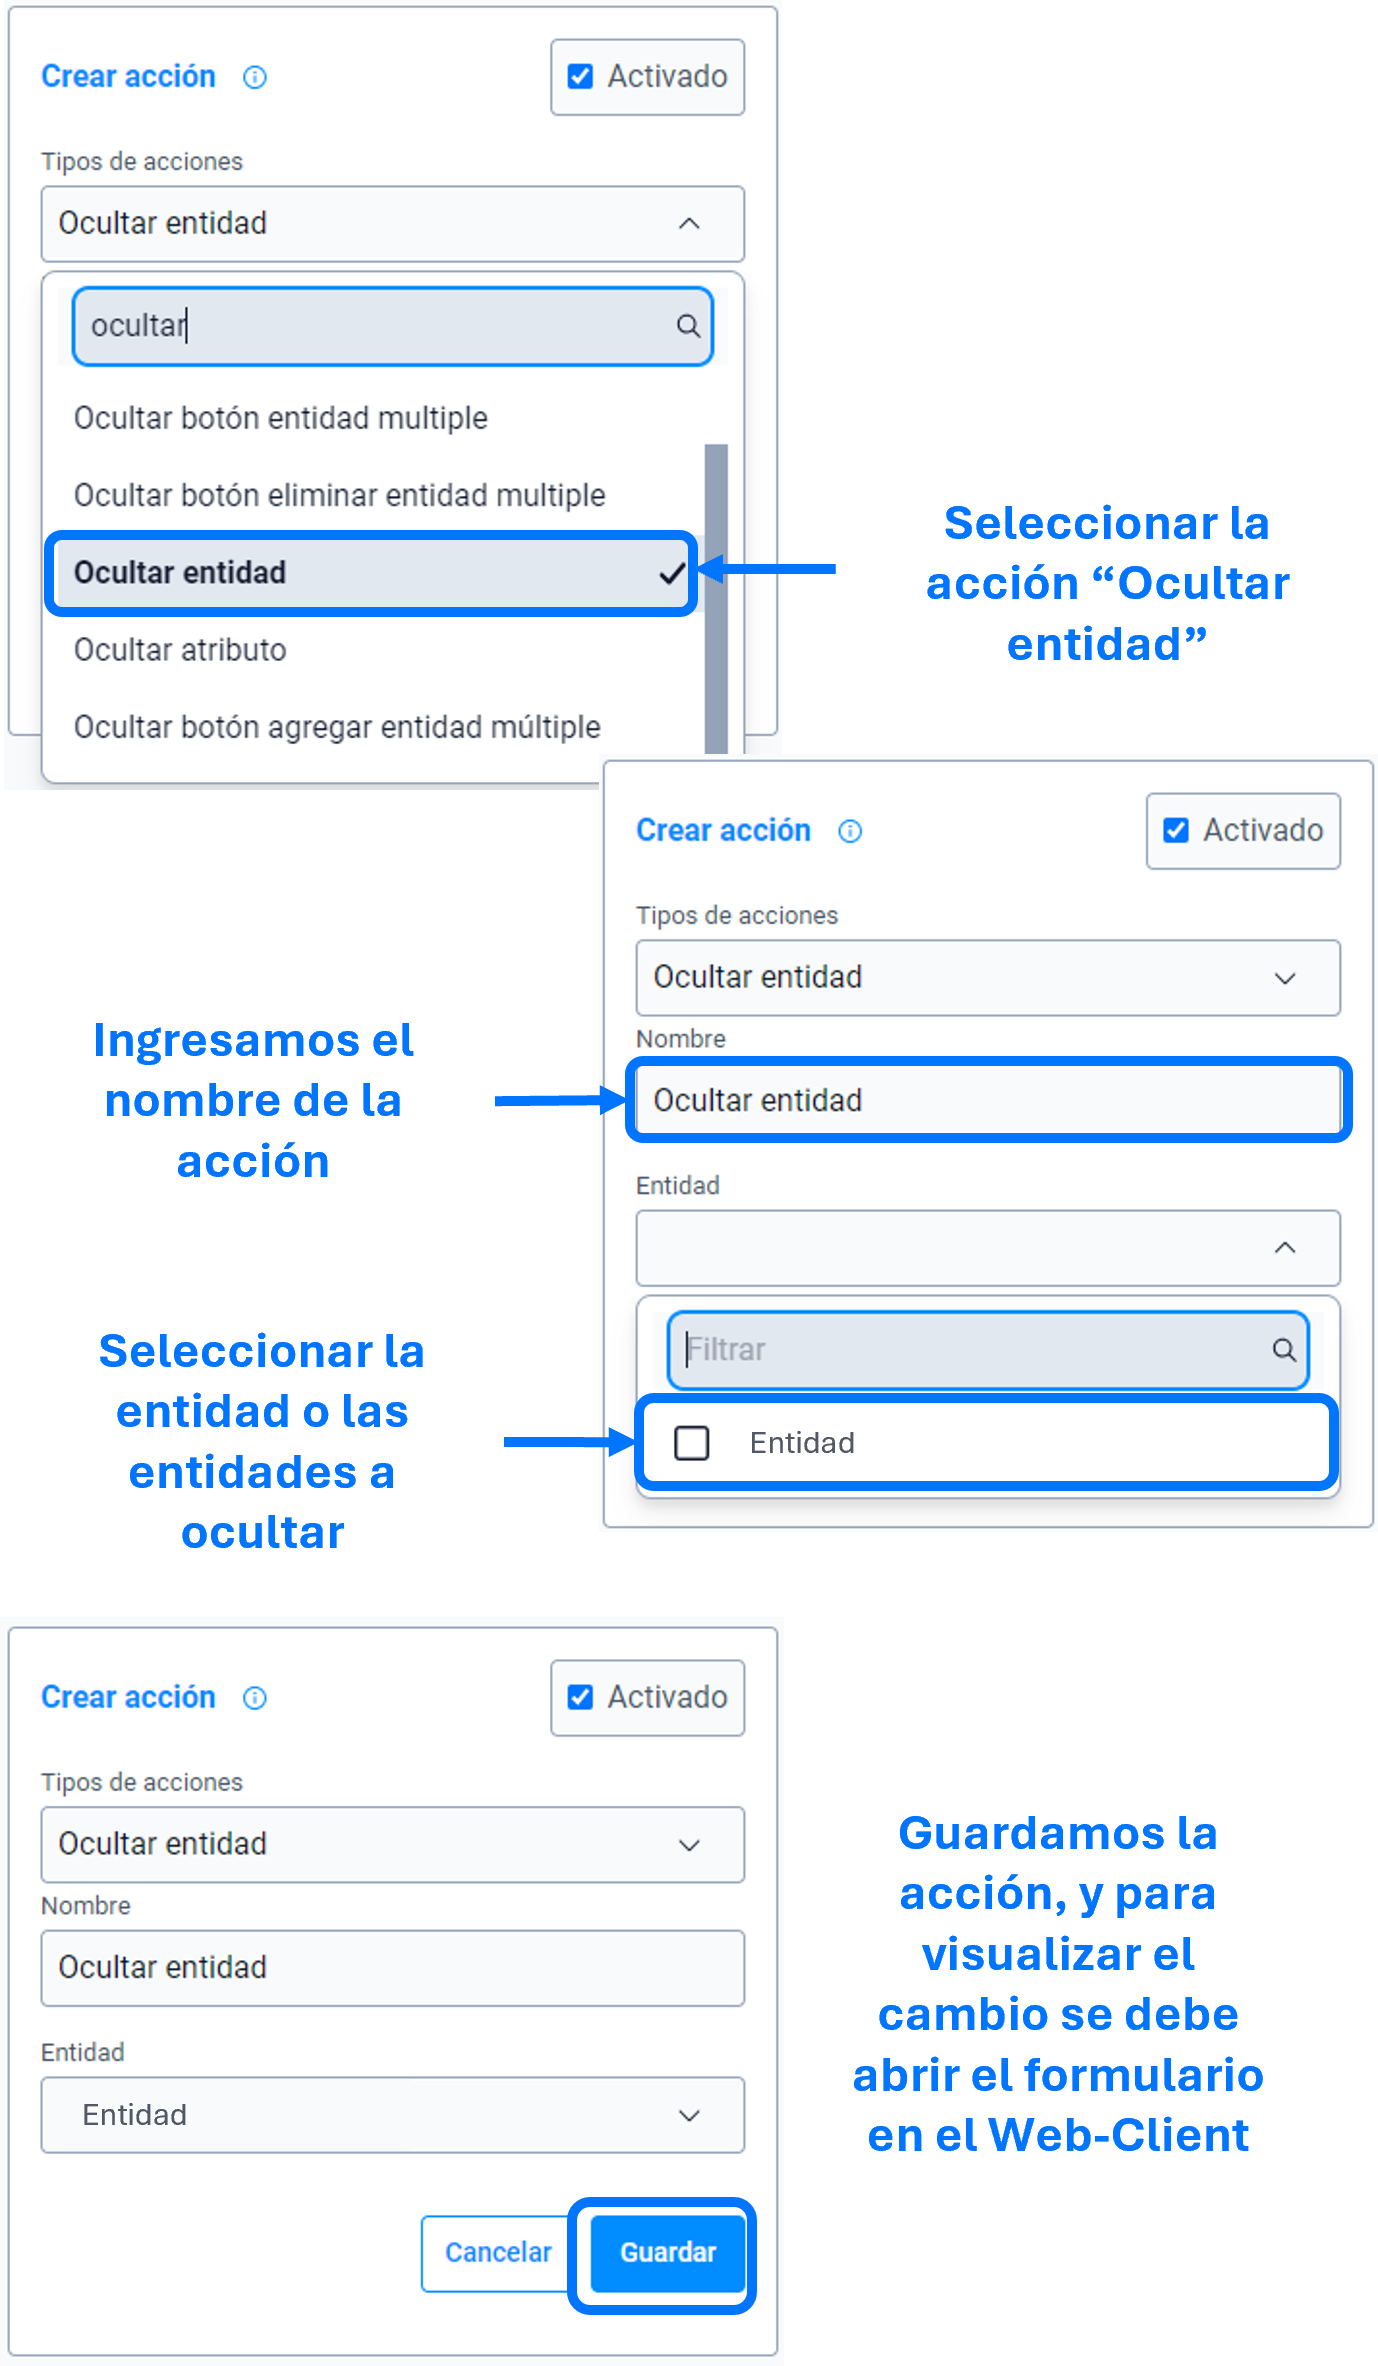 Crear acción
Activado
Tipos de acciones
Ocultar entidad
ocultar
Ocultar botón entidad multiple
Ocultar botón eliminar entidad multiple
Ocultar entidad
Ocultar atributo
Ocultar botón agregar entidad múltiple
Seleccionar la
acción “Ocultar
entidad”
Crear acción
Activado
Tipos de acciones
Ocultar entidad
Nombre
Ocultar entidad
Entidad
Filtrar
Entidad
Ingresamos el
nombre de la
acción
Seleccionar la
entidad o las
entidades a
ocultar
Crear acción
Activado
Tipos de acciones
Ocultar entidad
Nombre
Ocultar entidad
Entidad
Entidad
Cancelar
Guardar
Guardamos la
acción, y para
visualizar el
cambio se debe
abrir el formulario
en el Web-Client